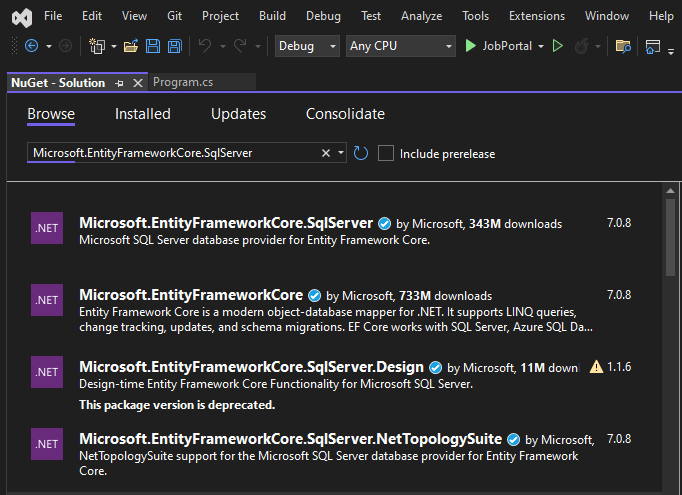 File Edit View Git Project Build Debug Test Analyze Tools Extensions Window Help
Debug Any CPU JobPortal
NuGet - Solution Program.cs
Browse Installed Updates Consolidate
Microsoft.EntityFrameworkCore.SqlServer Include prerelease
.NET Microsoft.EntityFrameworkCore.SqlServer by Microsoft, 343M downloads 7.0.8
Microsoft SQL Server database provider for Entity Framework Core.
.NET Microsoft.EntityFrameworkCore by Microsoft, 733M downloads 7.0.8
Entity Framework Core is a modern object-database mapper for .NET. It supports LINQ queries,
change tracking, updates, and schema migrations. EF Core works with SQL Server, Azure SQL Da...
.NET Microsoft.EntityFrameworkCore.SqlServer.Design by Microsoft, 11M downl 1.1.6
Design-time Entity Framework Core Functionality for Microsoft SQL Server.
This package version is deprecated.
.NET Microsoft.EntityFrameworkCore.SqlServer.NetTopologySuite by Microsoft, 7.0.8
NetTopologySuite support for the Microsoft SQL Server database provider for Entity Framework
Core.